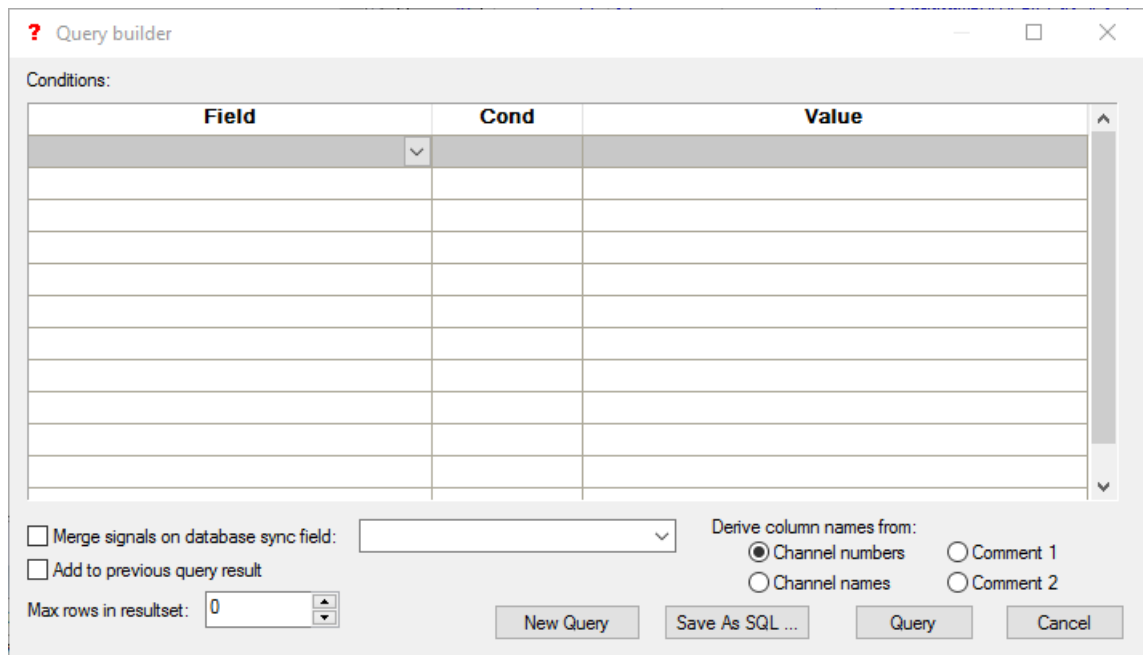 ? Query builder
Conditions:
Field Cond Value
Merge signals on database sync field:
Add to previous query result
Max rows in resultset: 0
Derive column names from:
Channel numbers Comment 1
Channel names Comment 2
New Query Save As SQL ... Query Cancel